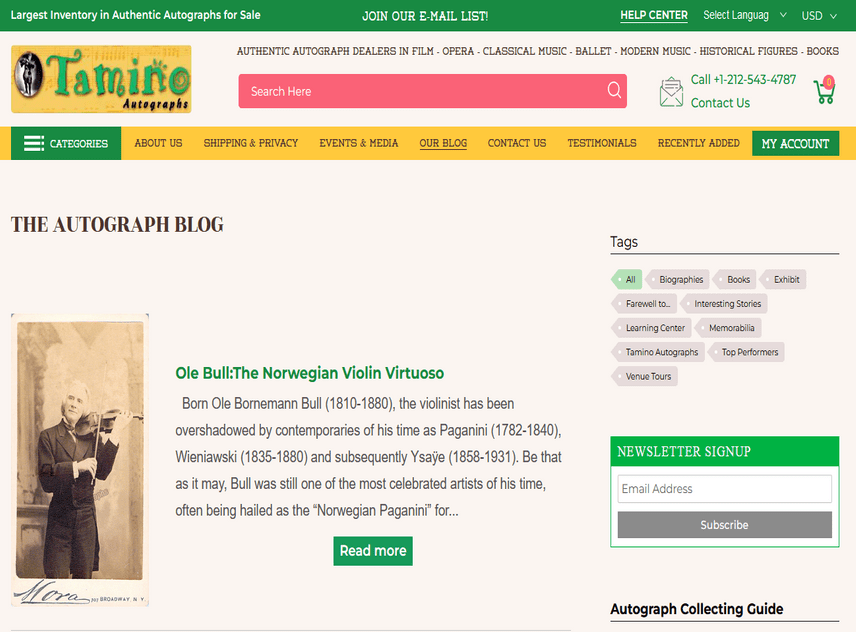 Largest Inventory in Authentic Autographs for Sale
JOIN OUR E-MAIL LIST!
HELP CENTER
Select Languag
USD
AUTHENTIC AUTOGRAPH DEALERS IN FILM - OPERA - CLASSICAL MUSIC - BALLET - MODERN MUSIC - HISTORICAL FIGURES - BOOKS
Tamino
Autographs
Search Here
Call +1-212-543-4787
Contact Us
0
CATEGORIES
ABOUT US
SHIPPING & PRIVACY
EVENTS & MEDIA
OUR BLOG
CONTACT US
TESTIMONIALS
RECENTLY ADDED
MY ACCOUNT
THE AUTOGRAPH BLOG
Ole Bull:The Norwegian Violin Virtuoso
Born Ole Bornemann Bull (1810-1880), the violinist has been
overshadowed by contemporaries of his time as Paganini (1782-1840),
Wieniawski (1835-1880) and subsequently Ysaÿe (1858-1931). Be that
as it may, Bull was still one of the most celebrated artists of his time,
often being hailed as the “Norwegian Paganini” for...
Read more
Mora
BROADWAY, N. Y.
Tags
All
Biographies
Books
Exhibit
Farewell to...
Interesting Stories
Learning Center
Memorabilia
Tamino Autographs
Top Performers
Venue Tours
NEWSLETTER SIGNUP
Email Address
Subscribe
Autograph Collecting Guide